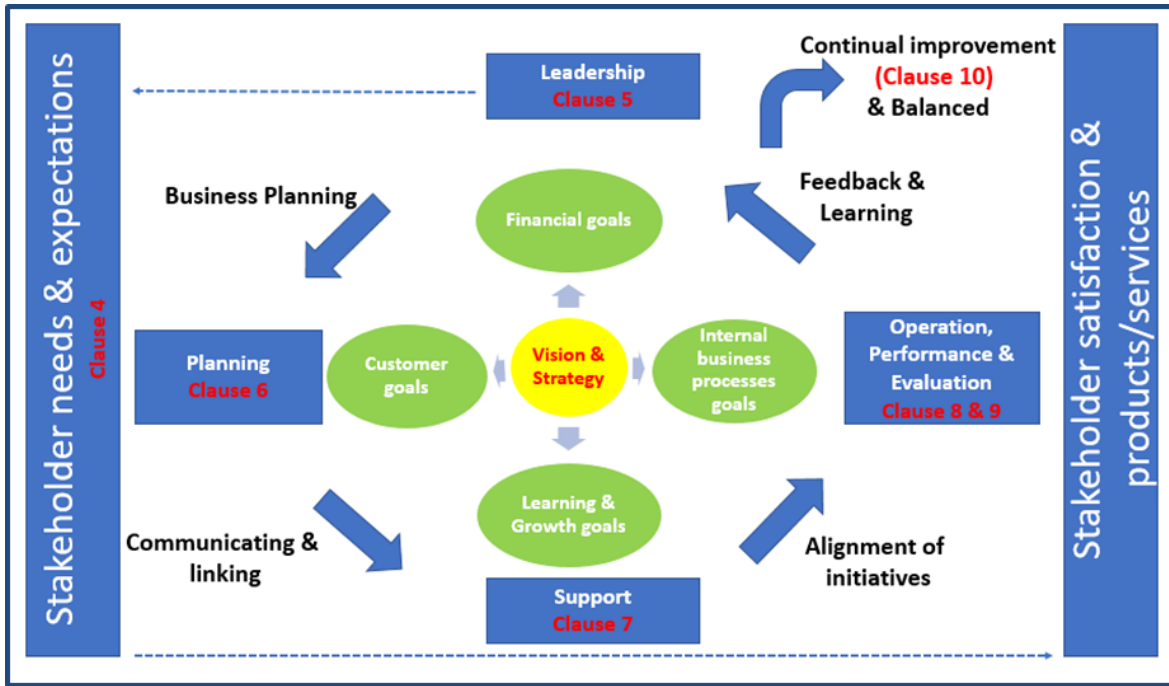 Stakeholder needs & expectations
Clause 4
Leadership
Clause 5
Continual improvement
(Clause 10)
& Balanced
Business Planning
Feedback &
Learning
Financial goals
Planning
Clause 6
Customer
goals
Vision &
Strategy
Internal
business
processes
goals
Operation,
Performance &
Evaluation
Clause 8 & 9
Learning &
Growth goals
Communicating &
linking
Alignment of
initiatives
Support
Clause 7
Stakeholder satisfaction &
products/services